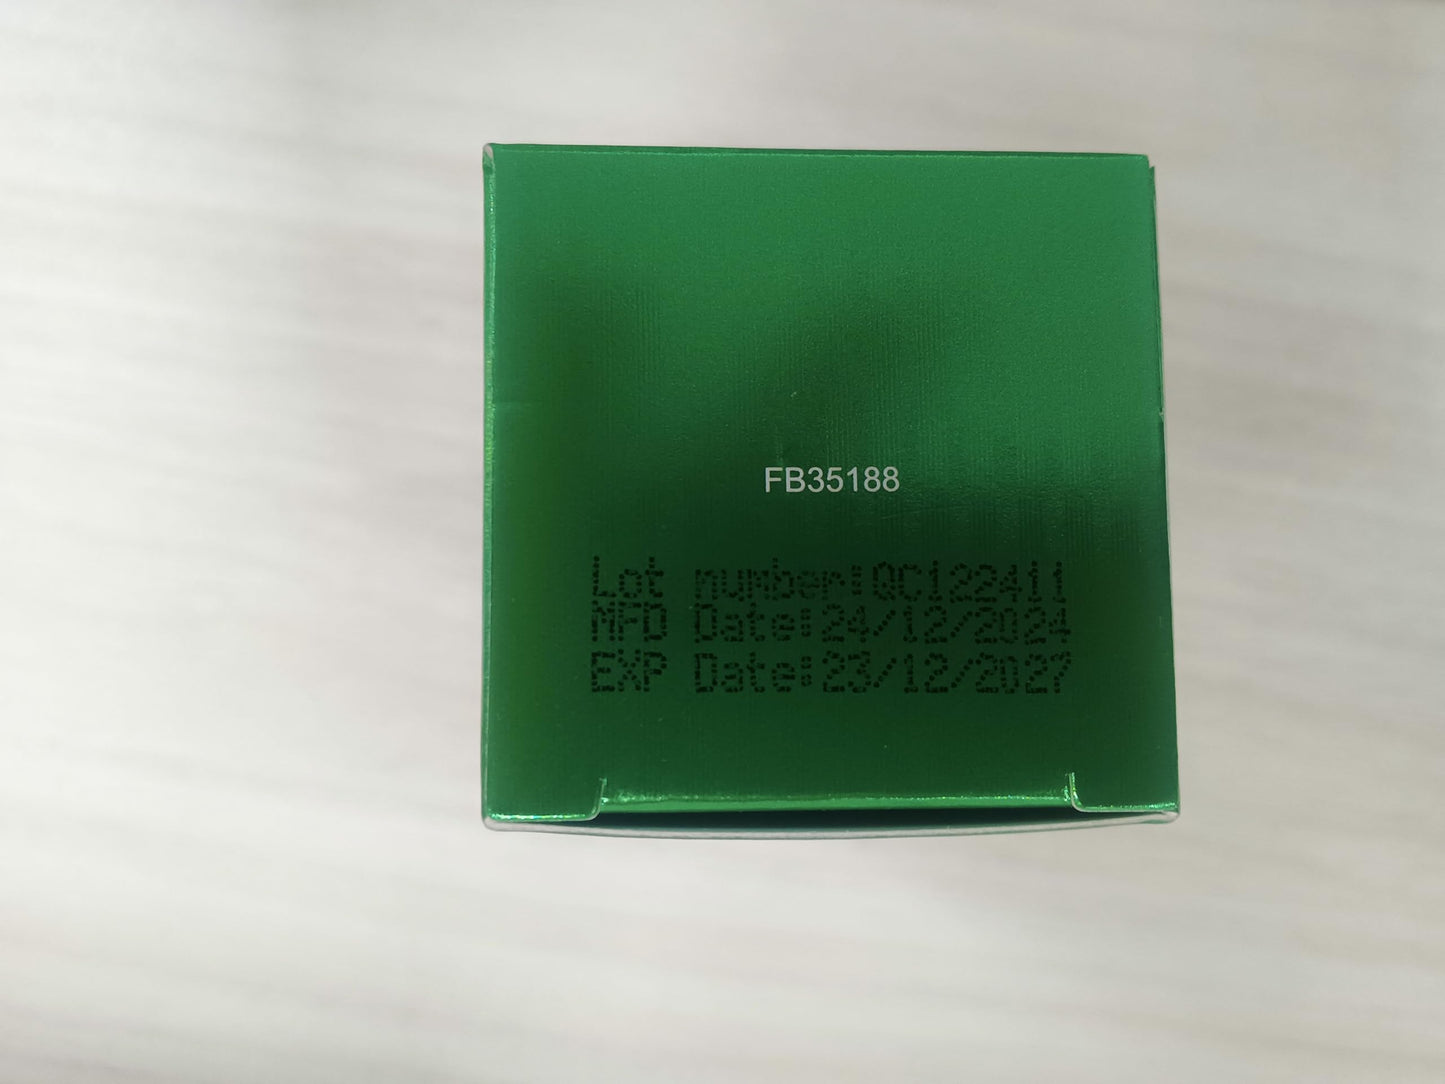 FB35188
Lot number:QC122411
MFD Date:24/12/2024
EXP Date:23/12/2027